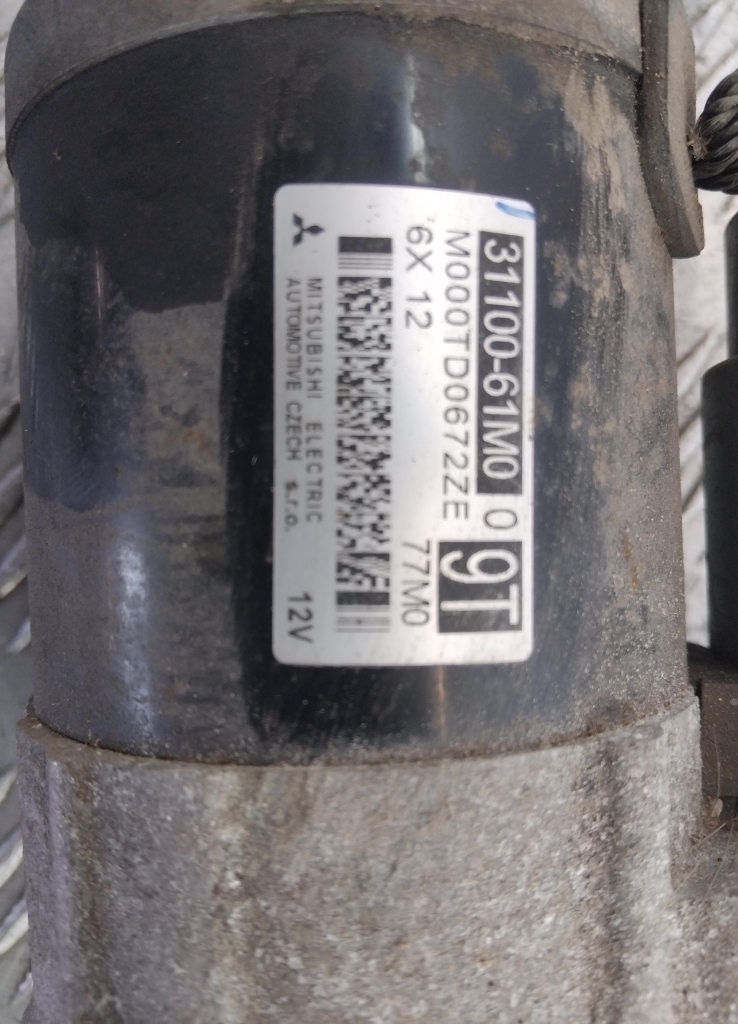 31100-61M0 0 9T
M000TD0672ZE
6X 12 77M0
MITSUBISHI ELECTRIC
AUTOMOTIVE CZECH s.r.o. 12V